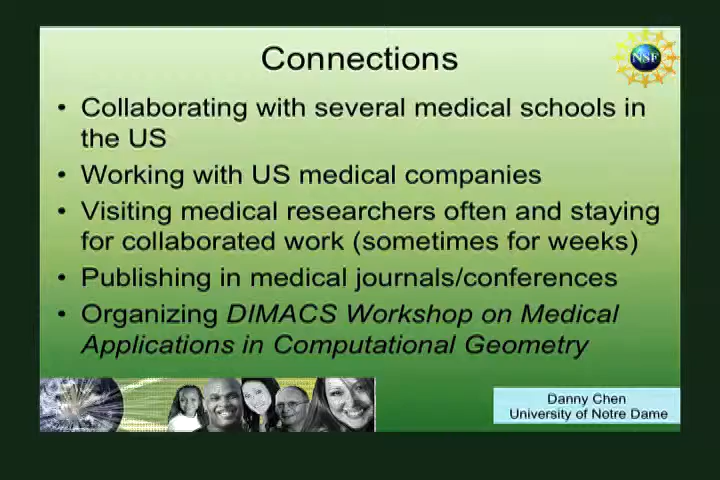 Connections
NSF
• Collaborating with several medical schools in
the US
• Working with US medical companies
• Visiting medical researchers often and staying
for collaborated work (sometimes for weeks)
• Publishing in medical journals/conferences
• Organizing DIMACS Workshop on Medical
Applications in Computational Geometry
Danny Chen
University of Notre Dame